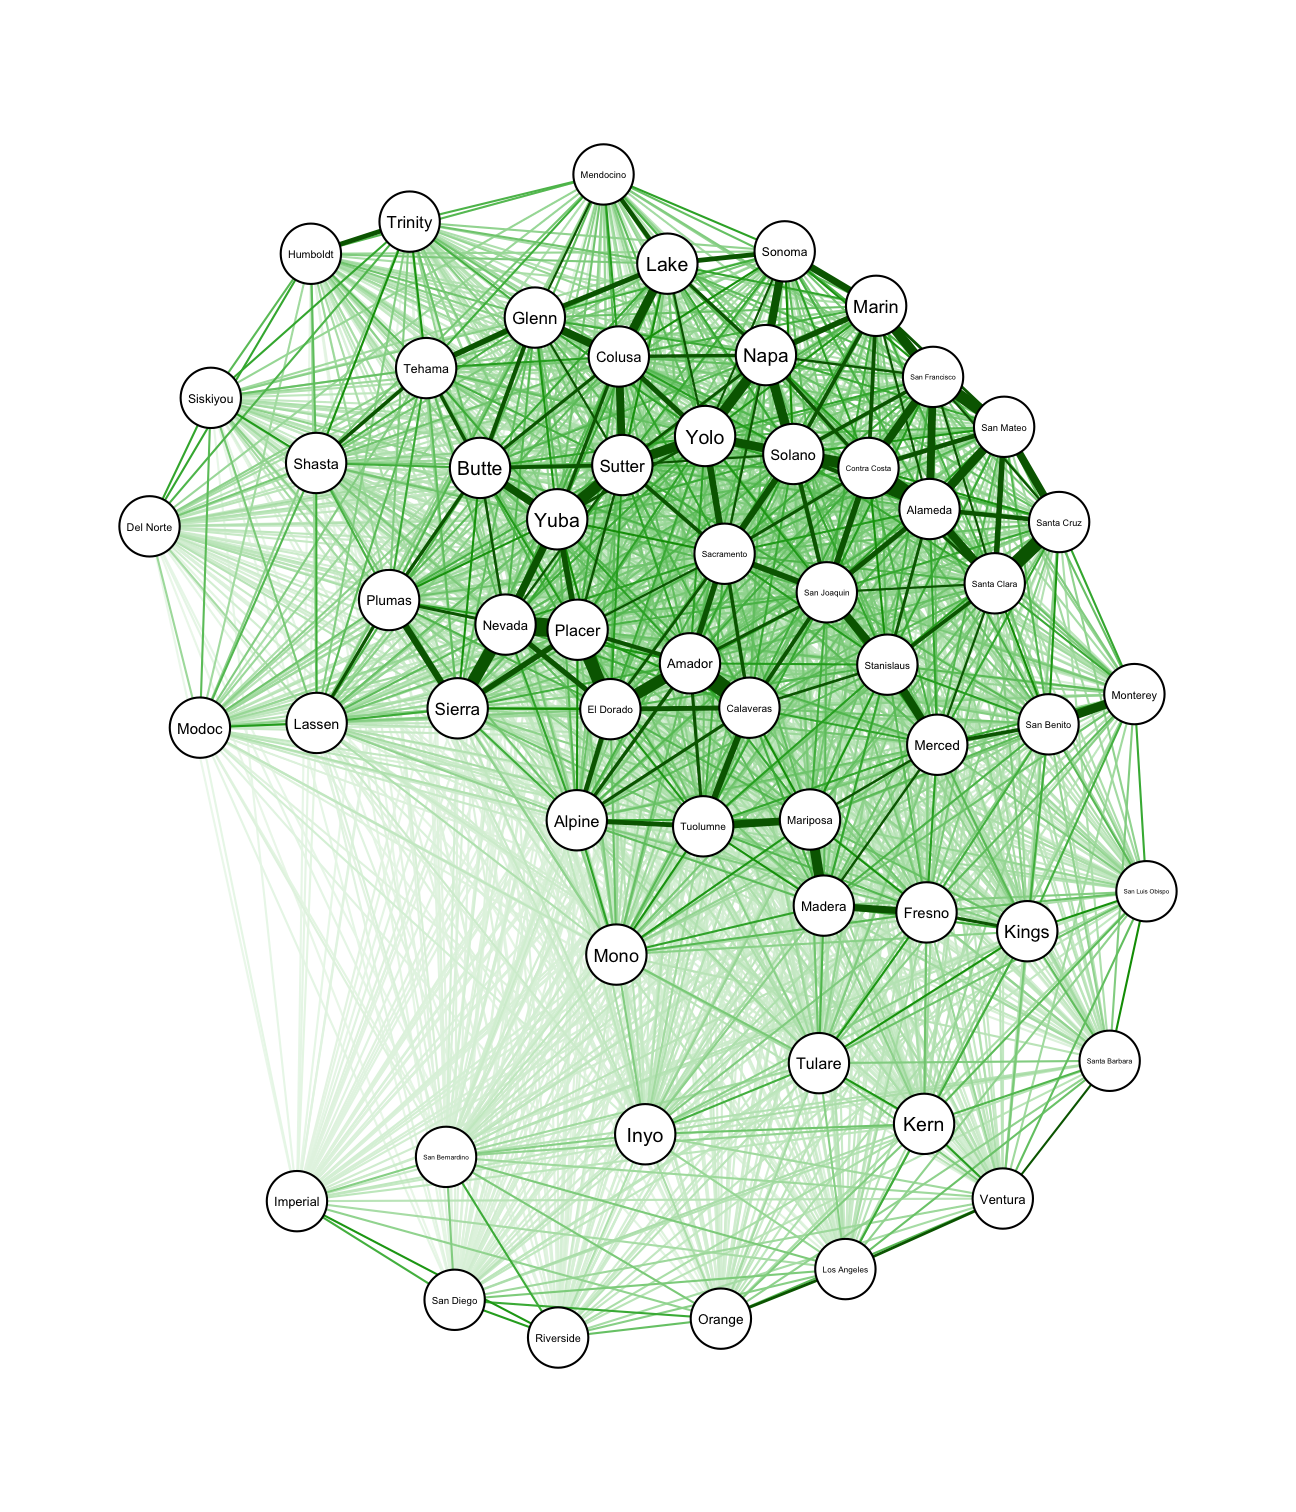 Mendocino
Trinity
Humboldt
Sonoma
Lake
Marin
Glenn
Colusa
Napa
Tehama
San Francisco
Siskiyou
San Mateo
Yolo
Shasta
Butte
Sutter
Solano
Contra Costa
Del Norte
Yuba
Alameda
Santa Cruz
Sacramento
Santa Clara
Plumas
San Joaquin
Nevada
Placer
Amador
Stanislaus
Monterey
Modoc
Lassen
Sierra
El Dorado
Calaveras
San Benito
Merced
Alpine
Tuolumne
Mariposa
San Luis Obispo
Madera
Fresno
Kings
Mono
Tulare
Santa Barbara
Inyo
Kern
San Bernardino
Imperial
Ventura
Los Angeles
San Diego
Orange
Riverside